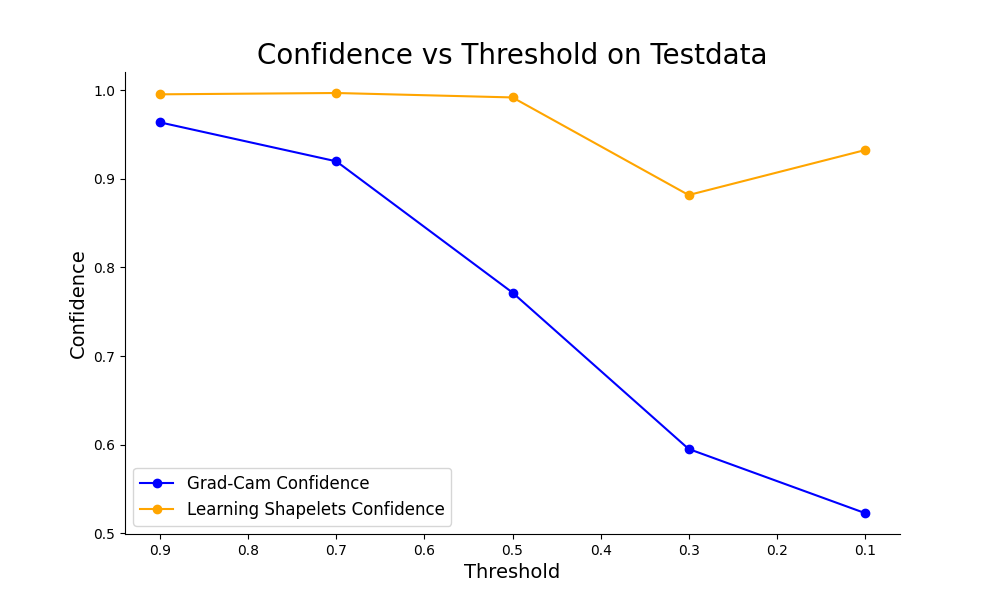 Confidence vs Threshold on Testdata
Confidence
1.0
0.9
0.8
0.7
0.6
0.5
Grad-Cam Confidence
Learning Shapelets Confidence
0.9 0.8 0.7 0.6 0.5 0.4 0.3 0.2 0.1
Threshold